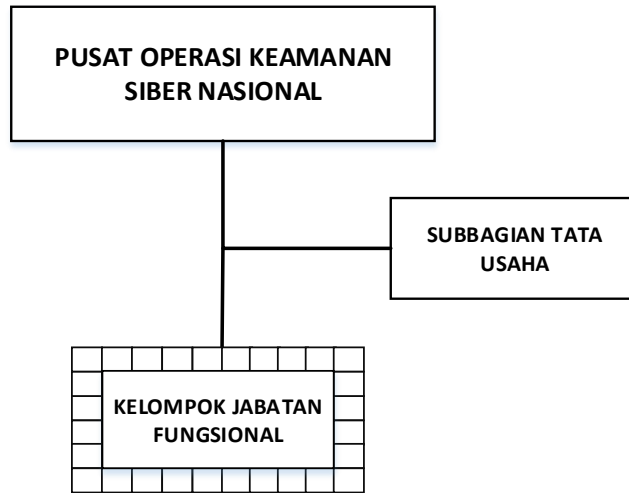 PUSAT OPERASI KEAMANAN
SIBER NASIONAL
SUBBAGIAN TATA
USAHA
KELOMPOK JABATAN
FUNGSIONAL